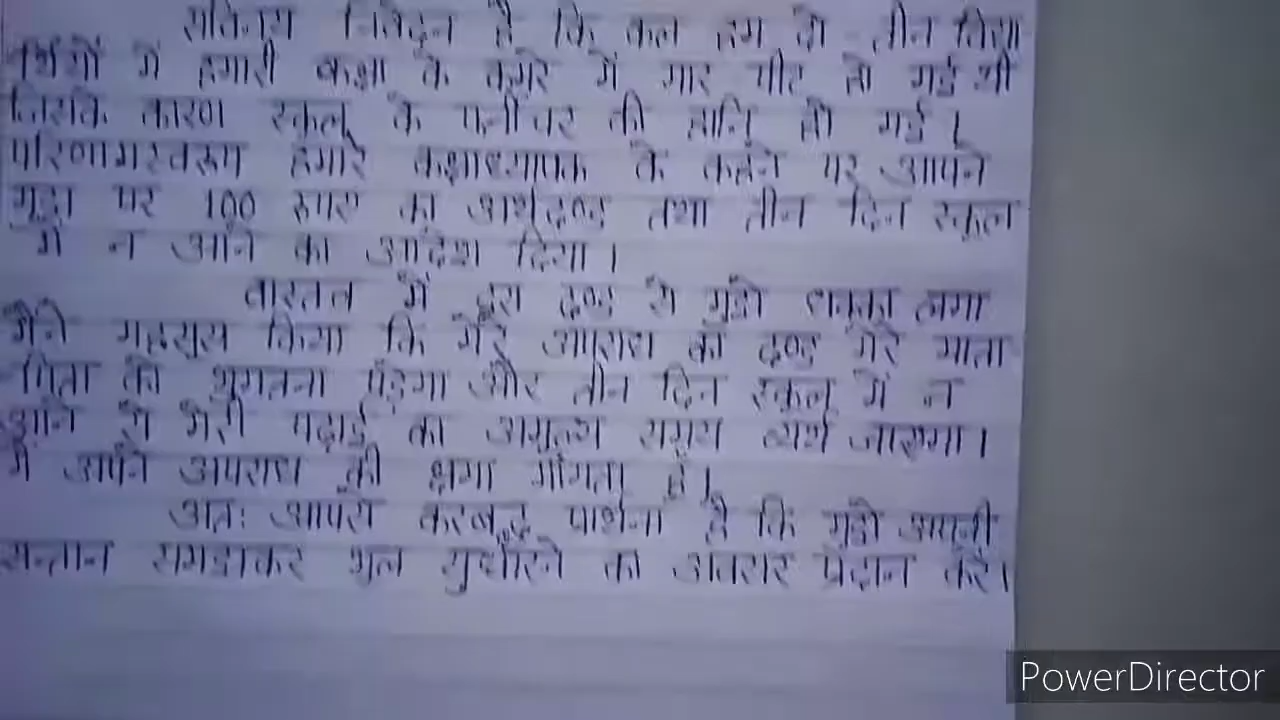 सविनय निवेदन है कि कल हम दो - तीन विद्या
र्थियों में हमारी कक्षा के कमरे में मार पीट हो गई थी
जिसके कारण स्कूल के फर्नीचर की हानि हो गई।
परिणामस्वरूप हमारे कक्षाध्यापक के कहने पर आपने
मुझ पर 100 रुपए का अर्थदण्ड तथा तीन दिन स्कूल
में न आने का आदेश दिया।
वास्तव में इस दण्ड से मुझे धक्का लगा
मैंने महसूस किया कि मेरे अपराध का दण्ड मेरे माता
पिता को भुगतना पड़ेगा और तीन दिन स्कूल में न
आने से मेरी पढ़ाई का अमूल्य समय व्यर्थ जाएगा।
मैं अपने अपराध की क्षमा माँगता हूँ।
अतः आपसे करबद्ध प्रार्थना है कि मुझे अपनी
सन्तान समझकर भूल सुधारने का अवसर प्रदान करें।
PowerDirector